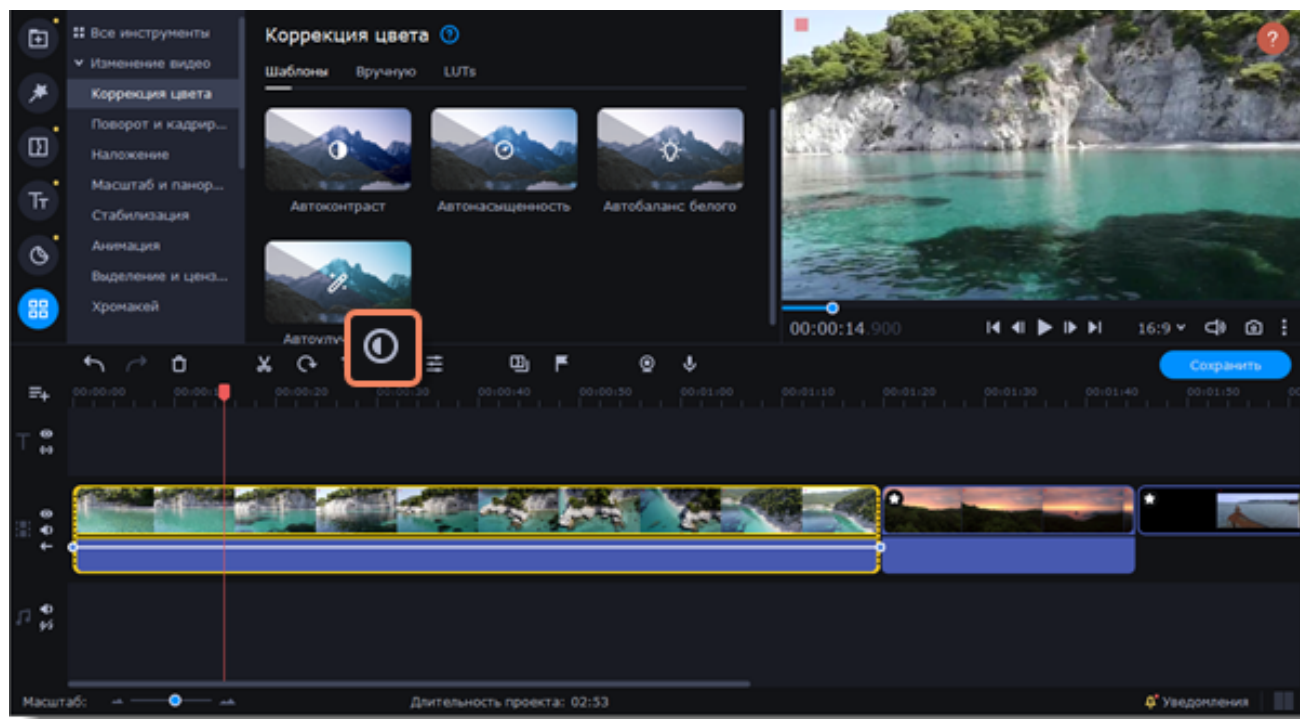 Все инструменты
Изменение видео
Коррекция цвета
Поворот и кадрир...
Наложение
Масштаб и панор...
Стабилизация
Анимация
Выделение и ценз...
Хромакей
Коррекция цвета ?
Шаблоны Вручную LUTs
Автоконтраст Автонасыщенность Автобаланс белого
?
00:00:14.900
16:9
Сохранить
00:00:00 00:00:20 00:00:40 00:00:50 00:01:00 00:01:10 00:01:20 00:01:30 00:01:40 00:01:50
Масштаб:
Длительность проекта: 02:53
Уведомления